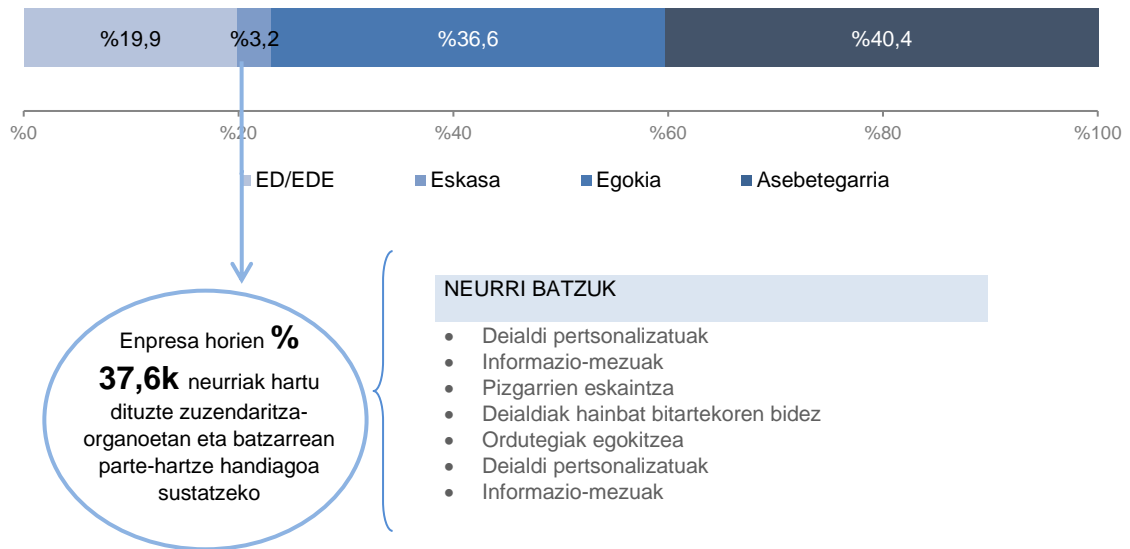 %19,9 %3,2 %36,6 %40,4
%0 %20 %40 %60 %80 %100
ED/EDE Eskasa Egokia Asebetegarria
Enpresa horien %
37,6k neurriak hartu
dituzte zuzendaritza-
organoetan eta batzarrean
parte-hartze handiagoa
sustatzeko
NEURRI BATZUK
• Deialdi pertsonalizatuak
• Informazio-mezuak
• Pizgarrien eskaintza
• Deialdiak hainbat bitartekoren bidez
• Ordutegiak egokitzea
• Deialdi pertsonalizatuak
• Informazio-mezuak